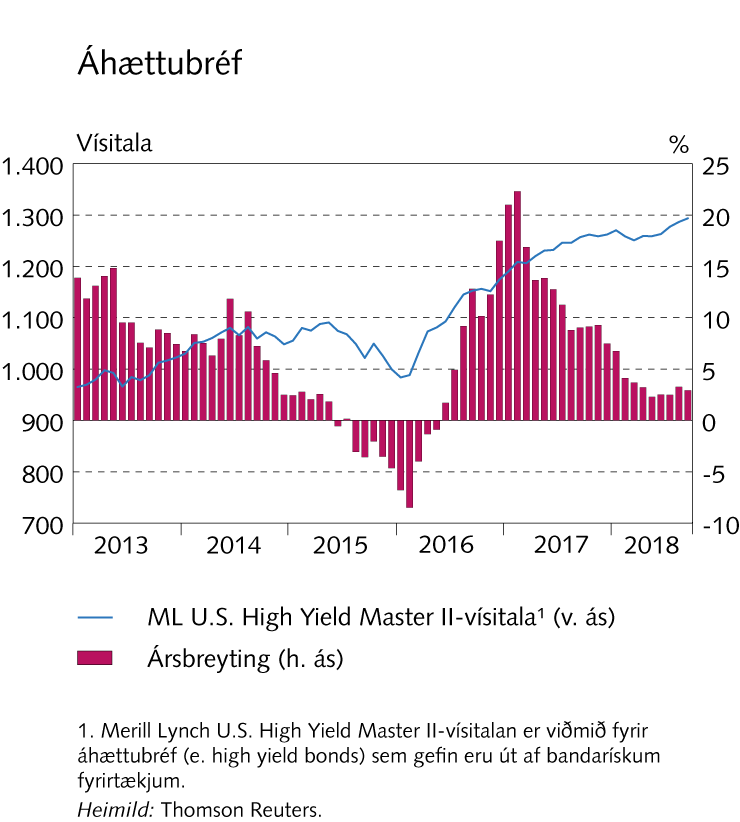 Áhættubréf
Vísitala %
1.400 25
1.300 20
1.200 15
1.100 10
1.000 5
900 0
800 -5
700 -10
2013 2014 2015 2016 2017 2018
ML U.S. High Yield Master II-vísitala¹ (v. ás)
Ársbreyting (h. ás)
1. Merill Lynch U.S. High Yield Master II-vísitalan er viðmið fyrir
áhættubréf (e. high yield bonds) sem gefin eru út af bandarískum
fyrirtækjum.
Heimild: Thomson Reuters.